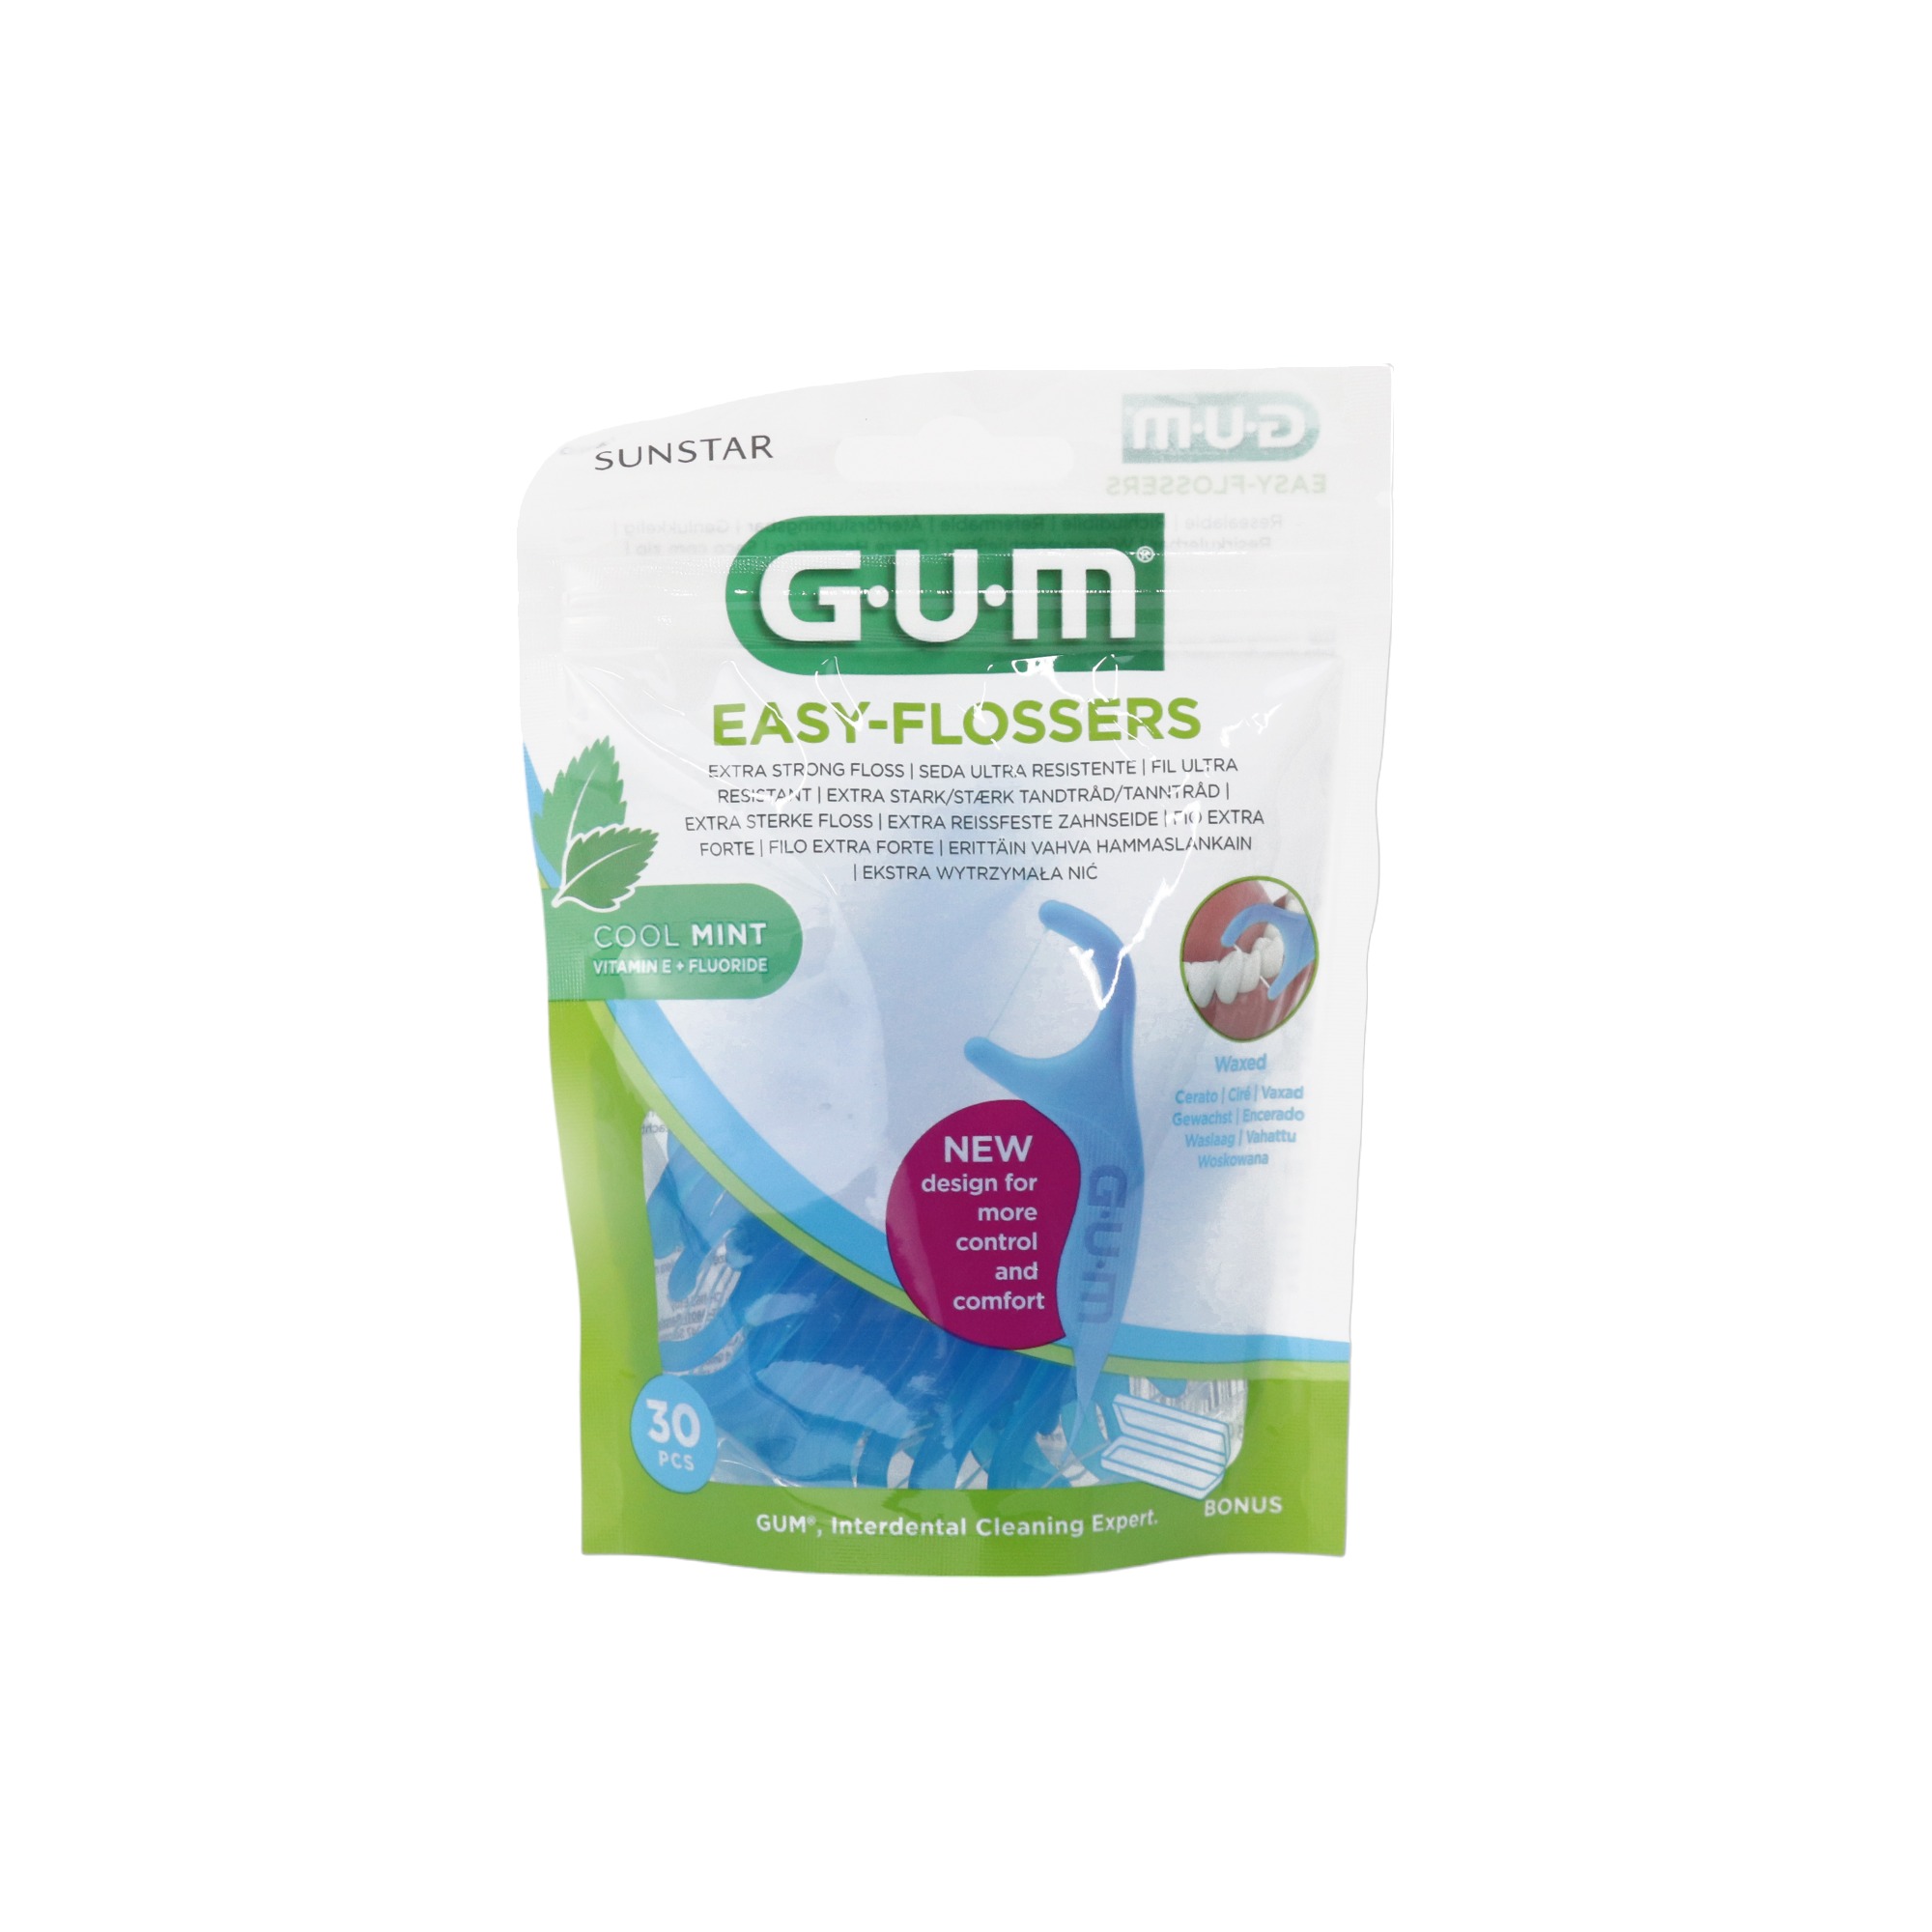 SUNSTAR
G·U·M
EASY-FLOSSERS
G·U·M®
EASY-FLOSSERS
EXTRA STRONG FLOSS | SEDA ULTRA RESISTENTE | FIL ULTRA
RESISTANT | EXTRA STARK/STÆRK TANDTRÅD/TANNTRÅD |
EXTRA STERKE FLOSS | EXTRA REISSFESTE ZAHNSEIDE | FIO EXTRA
FORTE | FILO EXTRA FORTE | ERITTÄIN VAHVA HAMMASLANKAIN
| EKSTRA WYTRZYMAŁA NIĆ
COOL MINT
VITAMIN E + FLUORIDE
Waxed
Cerato | Ciré | Vaxad
Gewachst | Encerado
Waslaag | Vahattu
Woskowana
NEW
design for
more
control
and
comfort
G·U·M
30
PCS
BONUS
GUM®, Interdental Cleaning Expert.